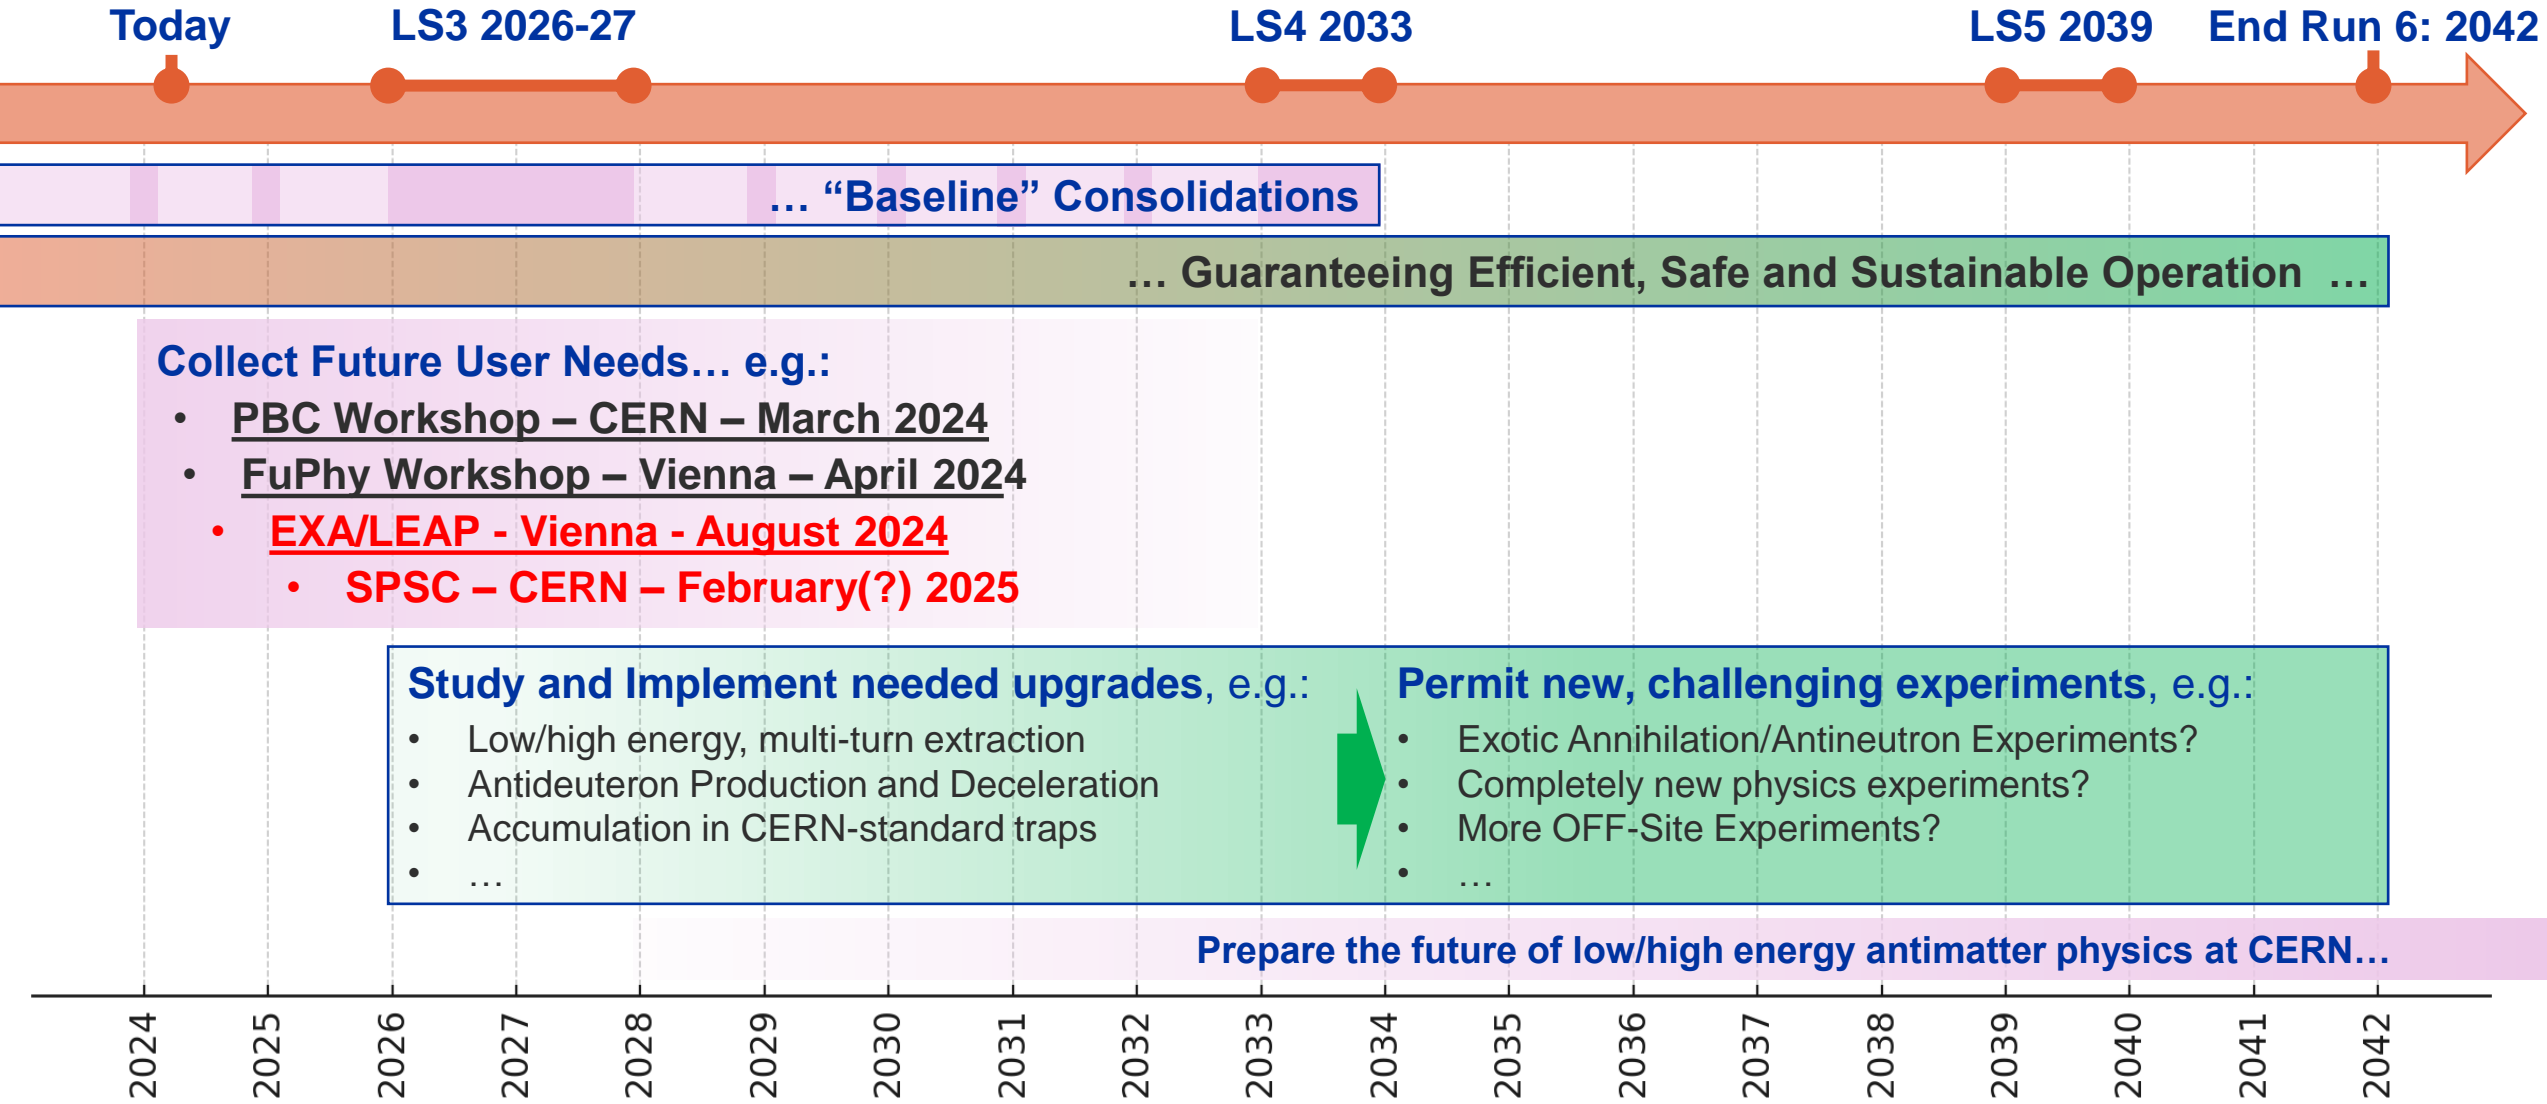 Today LS3 2026-27 LS4 2033 LS5 2039 End Run 6: 2042
… “Baseline” Consolidations
… Guaranteeing Efficient, Safe and Sustainable Operation …
Collect Future User Needs… e.g.:
• PBC Workshop – CERN – March 2024
• FuPhy Workshop – Vienna – April 2024
• EXA/LEAP - Vienna - August 2024
• SPSC – CERN – February(?) 2025
Study and Implement needed upgrades, e.g.:
• Low/high energy, multi-turn extraction
• Antideuteron Production and Deceleration
• Accumulation in CERN-standard traps
• …
Permit new, challenging experiments, e.g.:
• Exotic Annihilation/Antineutron Experiments?
• Completely new physics experiments?
• More OFF-Site Experiments?
• …
Prepare the future of low/high energy antimatter physics at CERN…
2024 2025 2026 2027 2028 2029 2030 2031 2032 2033 2034 2035 2036 2037 2038 2039 2040 2041 2042